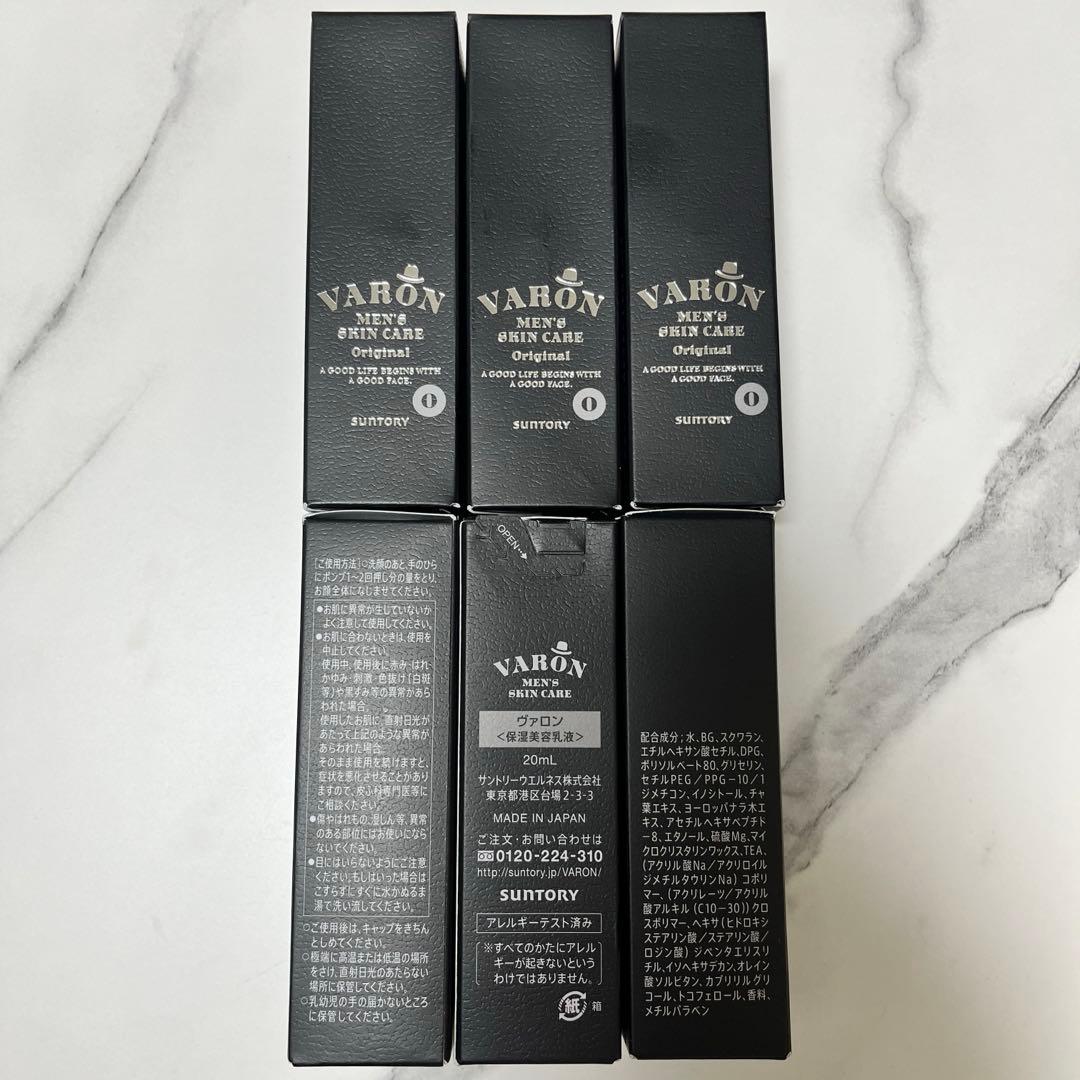 VARON
MEN'S
SKIN CARE
Original
A GOOD LIFE BEGINS WITH
A GOOD FACE.
O
SUNTORY
VARON
MEN'S
SKIN CARE
Original
A GOOD LIFE BEGINS WITH
A GOOD FACE.
O
SUNTORY
VARON
MEN'S
SKIN CARE
Original
A GOOD LIFE BEGINS WITH
A GOOD FACE.
O
SUNTORY
［ご使用方法］○洗顔のあと、手のひら
にポンプ1〜2回押し分の量をとり、
お顔全体になじませてください。
●お肌に異常が生じていないか
よく注意して使用してください。
●お肌に合わないときは、使用を
中止してください。
使用中、使用後に赤み・はれ・
かゆみ・刺激・色抜け（白斑
等）や黒ずみ等の異常があら
われた場合。
使用したお肌に、直射日光が
あたって上記のような異常が
あらわれた場合。
そのまま使用を続けますと、
症状を悪化させることがあり
ますので、皮ふ科専門医等に
ご相談ください。
●傷やはれもの、湿しん等、異常
のある部位にはお使いになら
ないでください。
●目にはいらないようにご注意
ください。もしはいった場合は
こすらずにすぐに水かぬるま
湯で洗い流してください。
○ご使用後は、キャップをきちん
としめてください。
○極端に高温または低温の場所
をさけ、直射日光のあたらない
場所に保管してください。
○乳幼児の手の届かないところ
に保管してください。
OPEN
VARON
MEN'S
SKIN CARE
ヴァロン
＜保湿美容乳液＞
20mL
サントリーウエルネス株式会社
東京都港区台場2-3-3
MADE IN JAPAN
ご注文・お問い合わせは
0120-224-310
http://suntory.jp/VARON/
SUNTORY
アレルギーテスト済み
※すべてのかたにアレル
ギーが起きないという
わけではありません。
紙 箱
配合成分；水、BG、スクワラン、
エチルヘキサン酸セチル、DPG、
ポリソルベート80、グリセリン、
セチルPEG／PPG－10／1
ジメチコン、イノシトール、チャ
葉エキス、ヨーロッパナラ木エ
キス、アセチルヘキサペプチド
－8、エタノール、硫酸Mg、マイ
クロクリスタリンワックス、TEA、
（アクリル酸Na／アクリロイル
ジメチルタウリンNa）コポリ
マー、（アクリレーツ／アクリル
酸アルキル（C10－30））クロ
スポリマー、ヘキサ（ヒドロキシ
ステアリン酸／ステアリン酸／
ロジン酸）ジペンタエリスリ
チル、イソヘキサデカン、オレイン
酸ソルビタン、カプリリルグリ
コール、トコフェロール、香料、
メチルパラベン